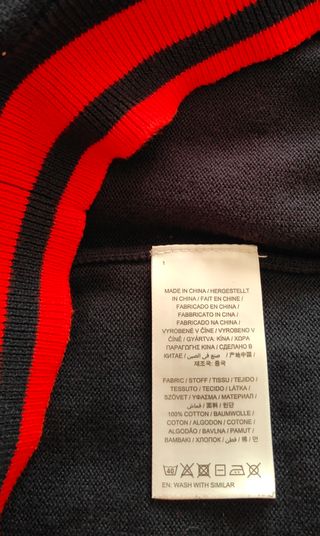 MADE IN CHINA / HERGESTELLT
IN CHINA / FAIT EN CHINE /
FABRICADO EN CHINA /
FABBRICATO IN CINA /
FABRICADO NA CHINA /
VYROBENÉ V ČÍNE / VYROBENO V
ČÍNĚ / GYÁRTVA: KÍNA / ΧΩΡΑ
ΠΑΡΑΓΩΓΗΣ ΚΙΝΑ / СДЕЛАНО В
КИТАЕ / صنع في الصين / 产地:中国 /
제조국: 중국
FABRIC / STOFF / TISSU / TEJIDO /
TESSUTO / TECIDO / LÁTKA /
SZÖVET / ΥΦΑΣΜΑ / МАТЕРИАЛ /
قماش / 面料 / 원단
100% COTTON / BAUMWOLLE /
COTON / ALGODON / COTONE /
ALGODÃO / BAVLNA / PAMUT /
ΒΑΜΒΑΚΙ / ХЛОПОК / قطن / 棉 / 면
40
EN: WASH WITH SIMILAR